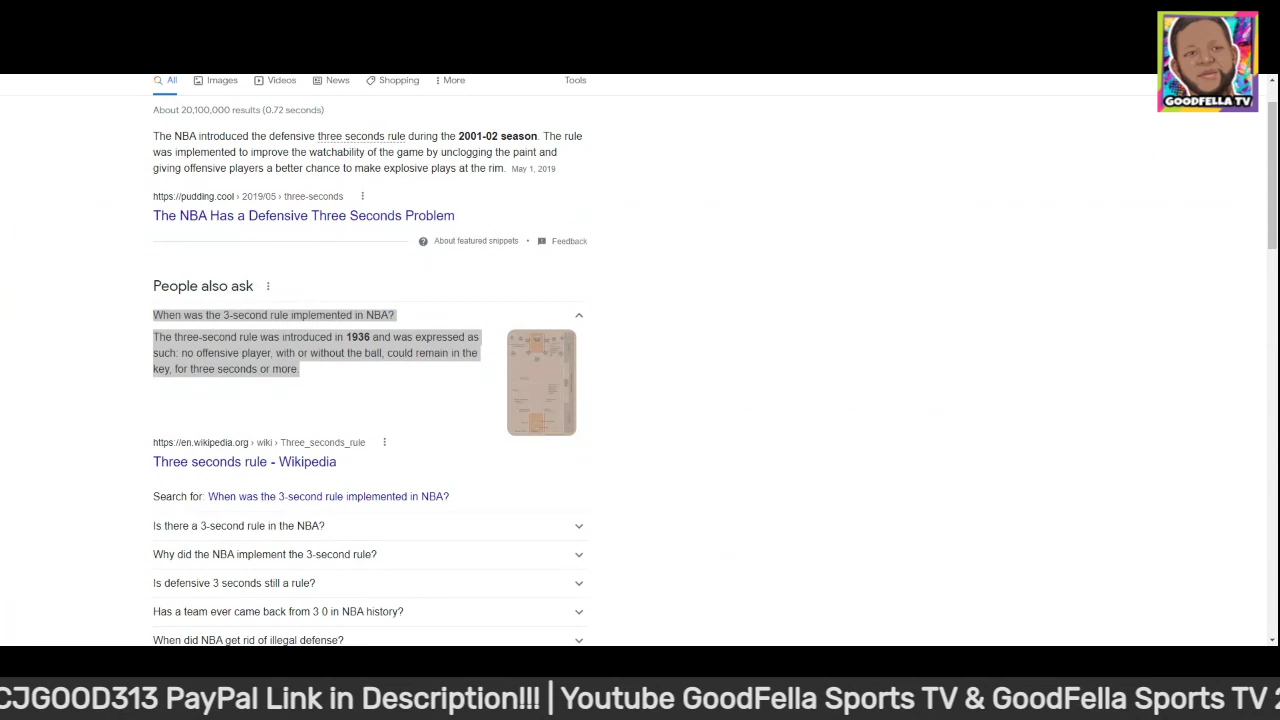 GOODFELLA TV
All Images Videos News Shopping More Tools
About 20,100,000 results (0.72 seconds)
The NBA introduced the defensive three seconds rule during the 2001-02 season. The rule
was implemented to improve the watchability of the game by unclogging the paint and
giving offensive players a better chance to make explosive plays at the rim. May 1, 2019
https://pudding.cool › 2019/05 › three-seconds
The NBA Has a Defensive Three Seconds Problem
About featured snippets • Feedback
People also ask
When was the 3-second rule implemented in NBA?
The three-second rule was introduced in 1936 and was expressed as
such: no offensive player, with or without the ball, could remain in the
key, for three seconds or more.
https://en.wikipedia.org › wiki › Three_seconds_rule
Three seconds rule - Wikipedia
Search for: When was the 3-second rule implemented in NBA?
Is there a 3-second rule in the NBA?
Why did the NBA implement the 3-second rule?
Is defensive 3 seconds still a rule?
Has a team ever came back from 3 0 in NBA history?
When did NBA get rid of illegal defense?
CJGOOD313 PayPal Link in Description!!! | Youtube GoodFella Sports TV & GoodFella Sports TV 2